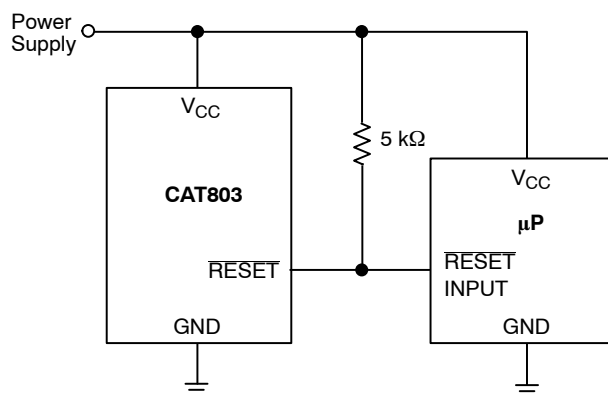 Power
Supply
VCC
5 kΩ
CAT803
VCC
μP
RESET
RESET
INPUT
GND
GND